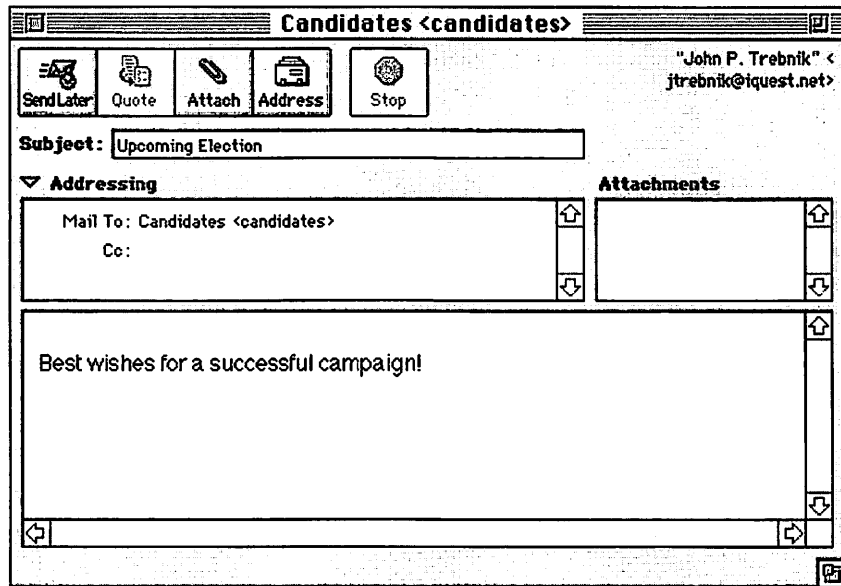 Candidates <candidates>
"John P. Trebnik" <
jtrebnik@iquest.net>
SendLater Quote Attach Address Stop
Subject: Upcoming Election
Addressing Attachments
Mail To: Candidates <candidates>
Cc:
Best wishes for a successful campaign!